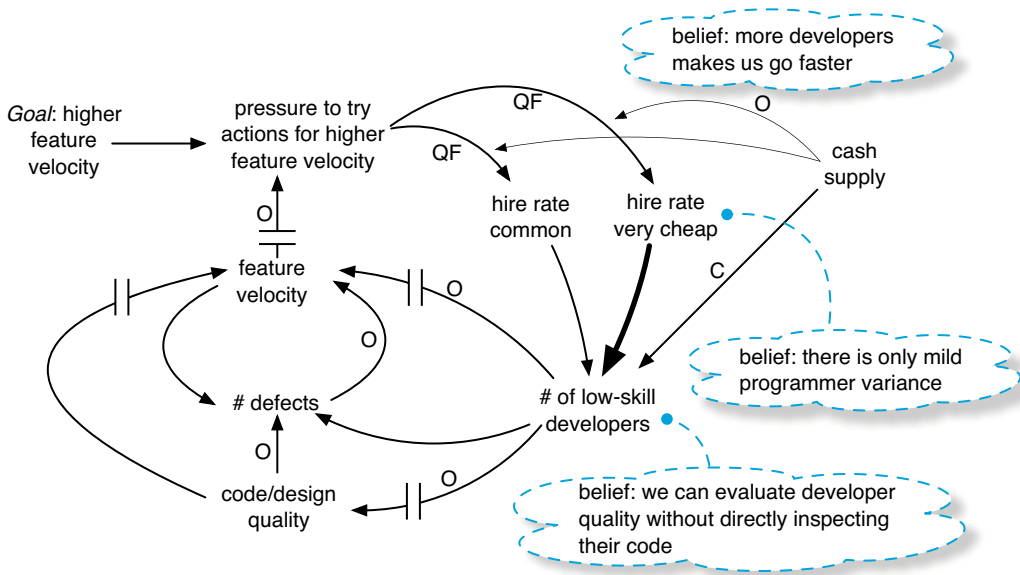 belief: more developers
makes us go faster
Goal: higher
feature
velocity
pressure to try
actions for higher
feature velocity
QF
QF
O
cash
supply
hire rate
common
hire rate
very cheap
O
feature
velocity
O
C
O
belief: there is only mild
programmer variance
# defects
# of low-skill
developers
O
O
code/design
quality
belief: we can evaluate developer
quality without directly inspecting
their code